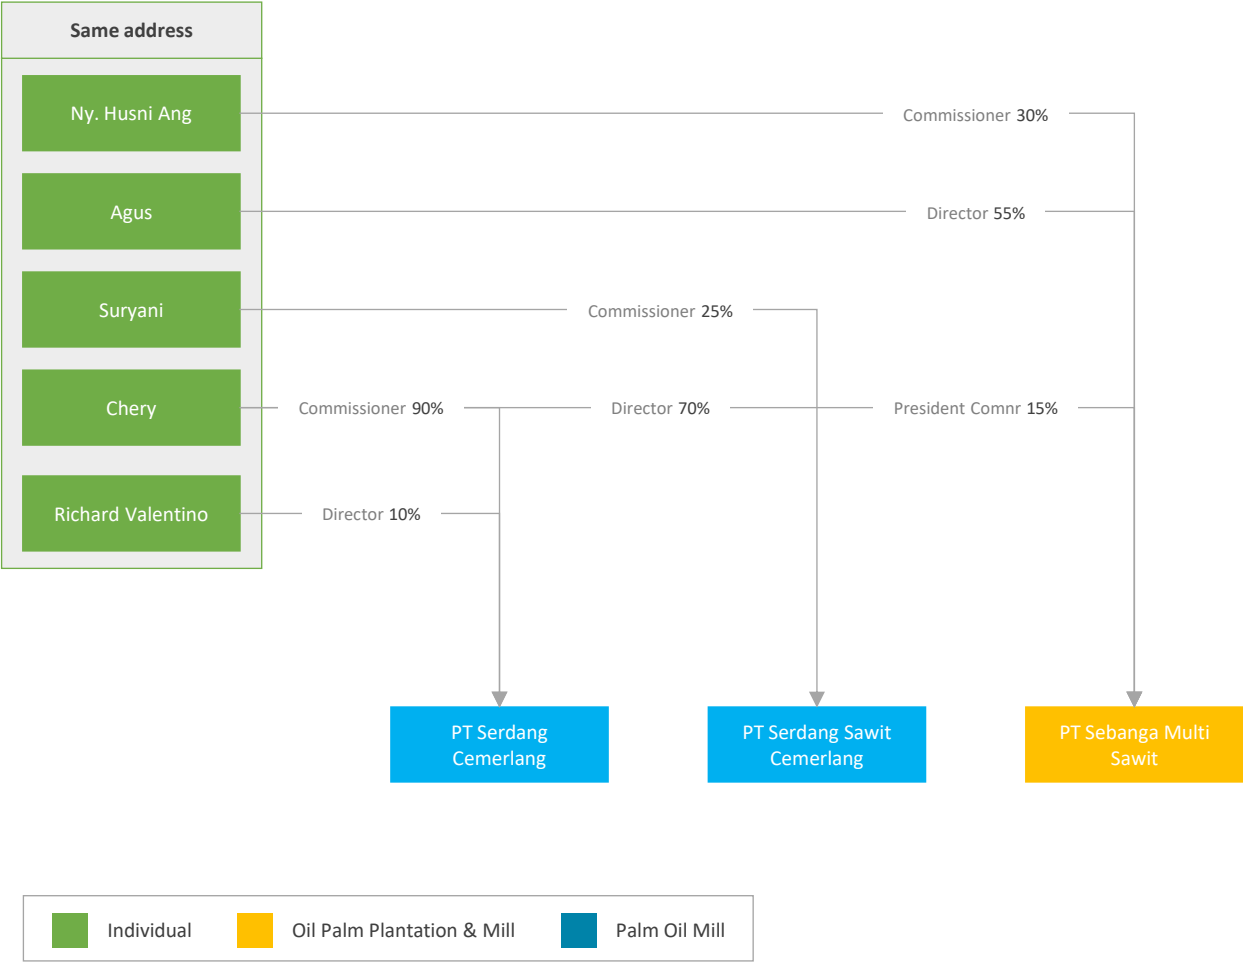 Same address
Ny. Husni Ang
Commissioner 30%
Agus
Director 55%
Suryani
Commissioner 25%
Chery
Commissioner 90%
Director 70%
President Comnr 15%
Richard Valentino
Director 10%
PT Serdang
Cemerlang
PT Serdang Sawit
Cemerlang
PT Sebanga Multi
Sawit
Individual
Oil Palm Plantation & Mill
Palm Oil Mill